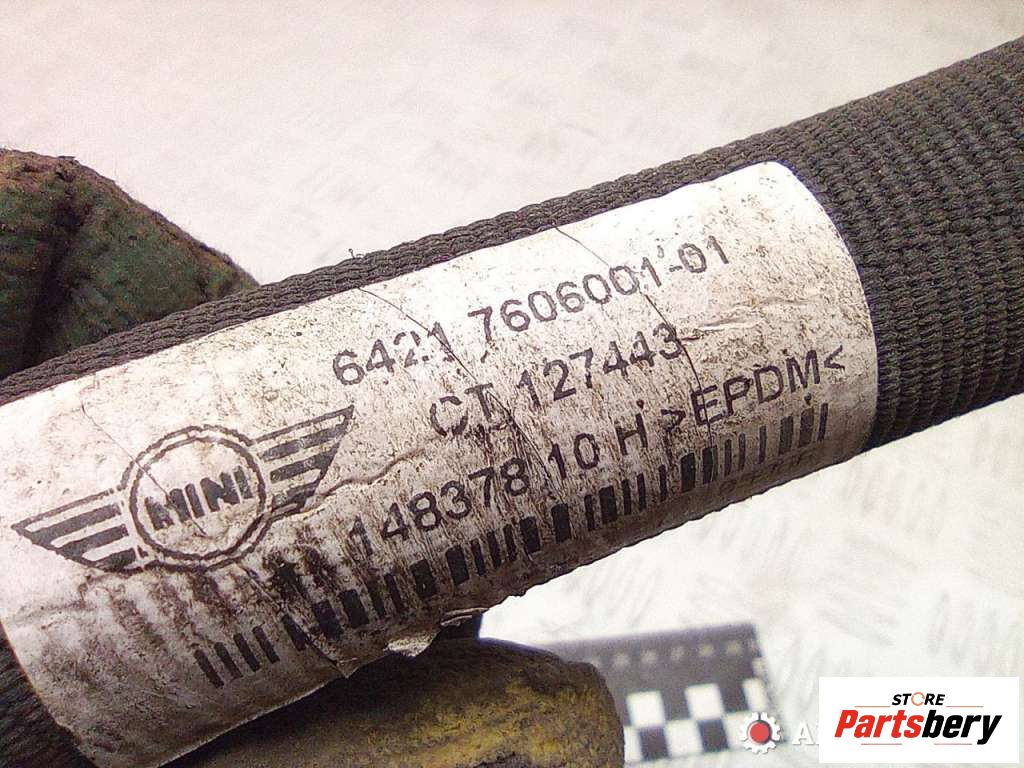 6421 7606001-01
CT 127443
148378 10 H >EPDM<
MINI
STORE
Partsbery